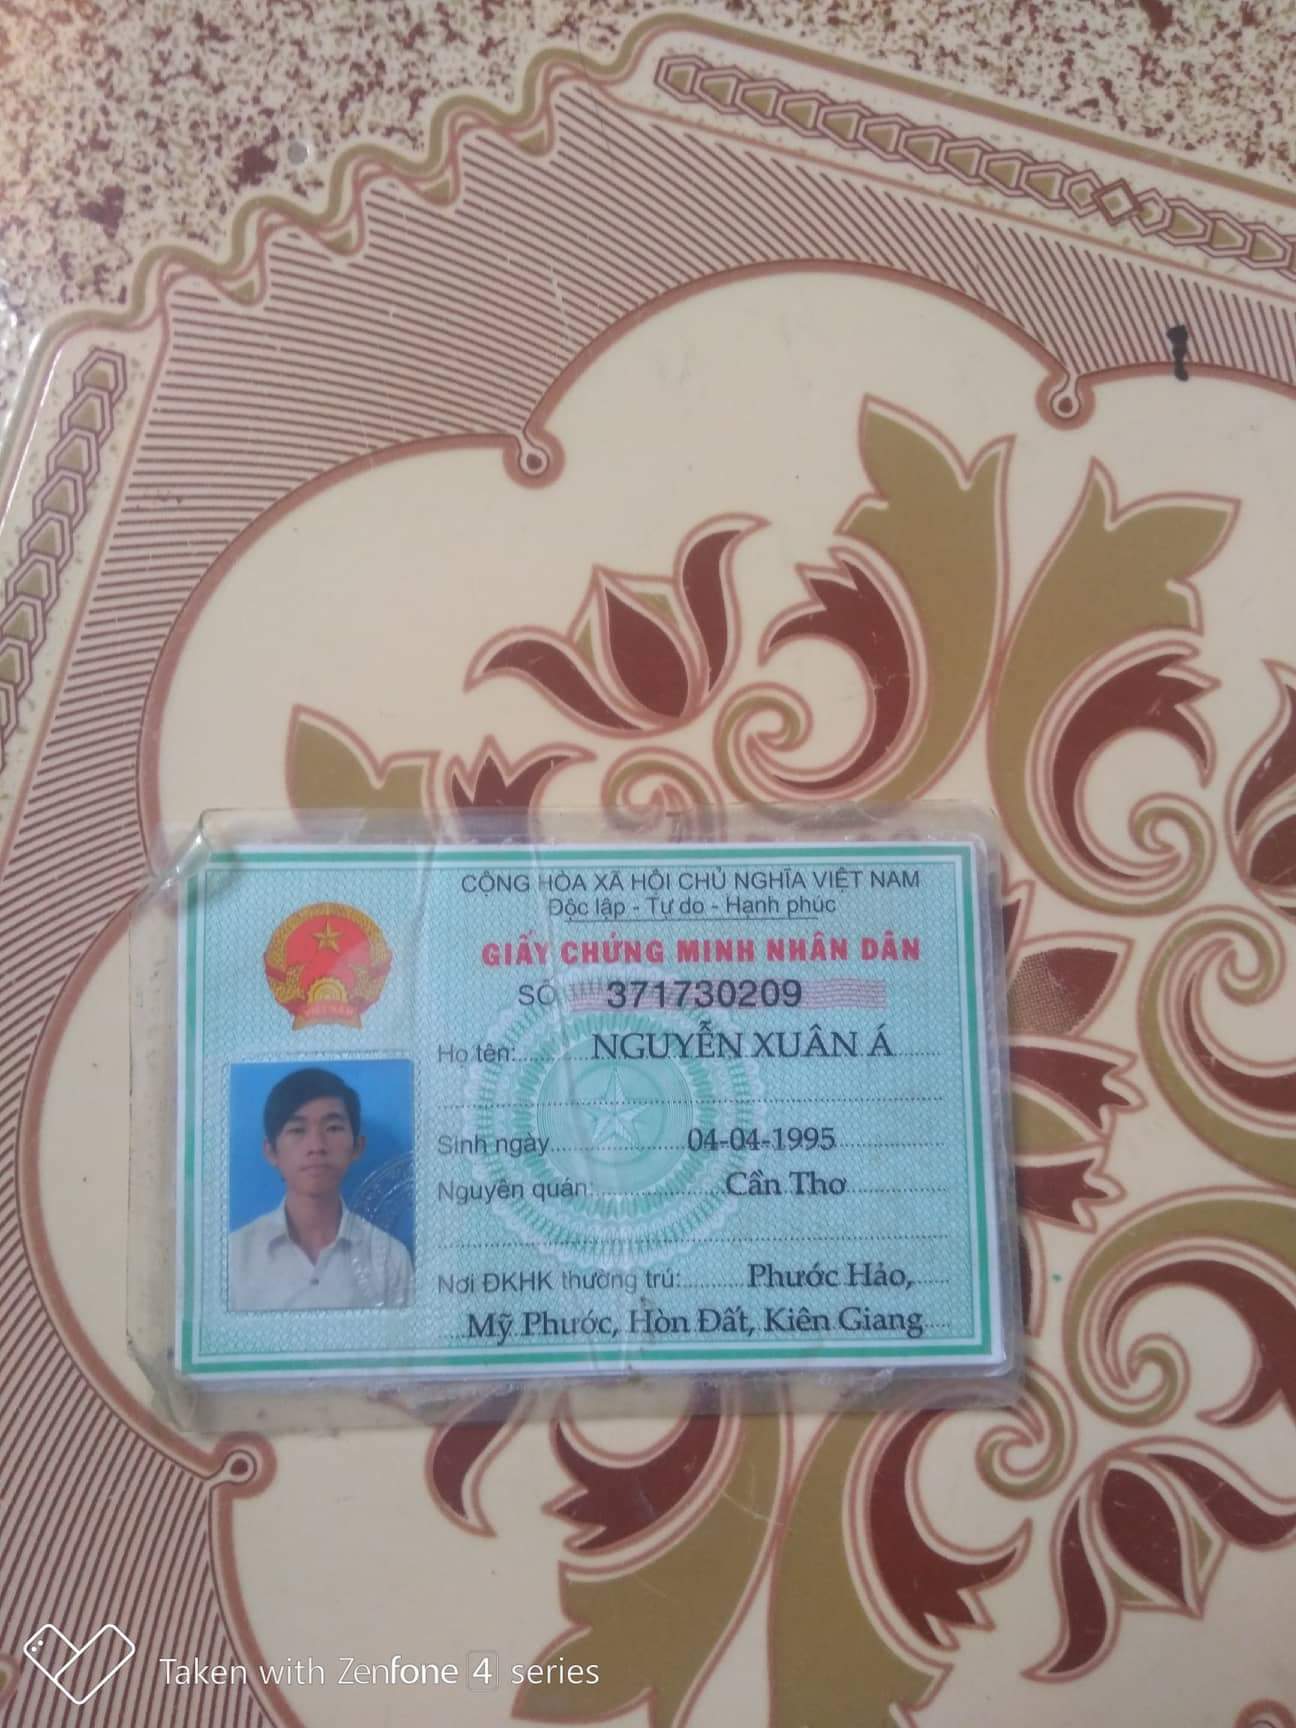 CỘNG HÒA XÃ HỘI CHỦ NGHĨA VIỆT NAM
Độc lập - Tự do - Hạnh phúc
GIẤY CHỨNG MINH NHÂN DÂN
SỐ 371730209
Họ tên: NGUYỄN XUÂN Á
Sinh ngày 04-04-1995
Nguyên quán: Cần Thơ
Nơi ĐKHK thường trú: Phước Hảo,
Mỹ Phước, Hòn Đất, Kiên Giang
VIỆT NAM
Taken with Zenfone 4 series